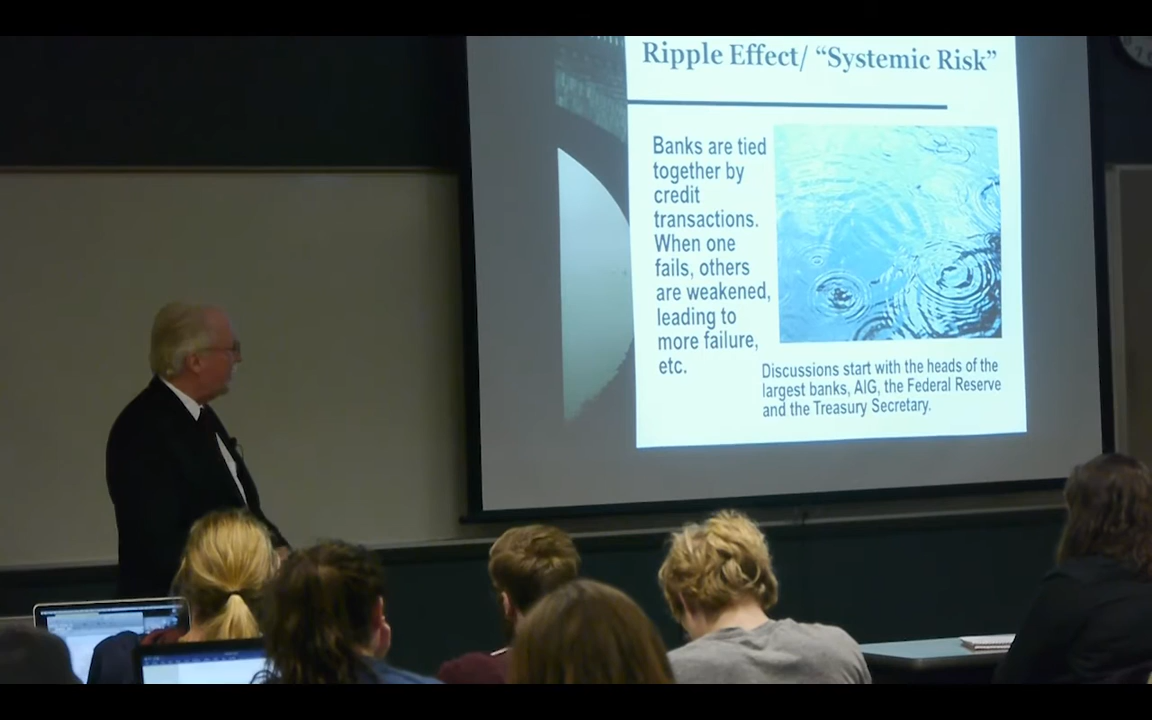 Ripple Effect/ “Systemic Risk”
Banks are tied
together by
credit
transactions.
When one
fails, others
are weakened,
leading to
more failure,
etc.
Discussions start with the heads of the
largest banks, AIG, the Federal Reserve
and the Treasury Secretary.